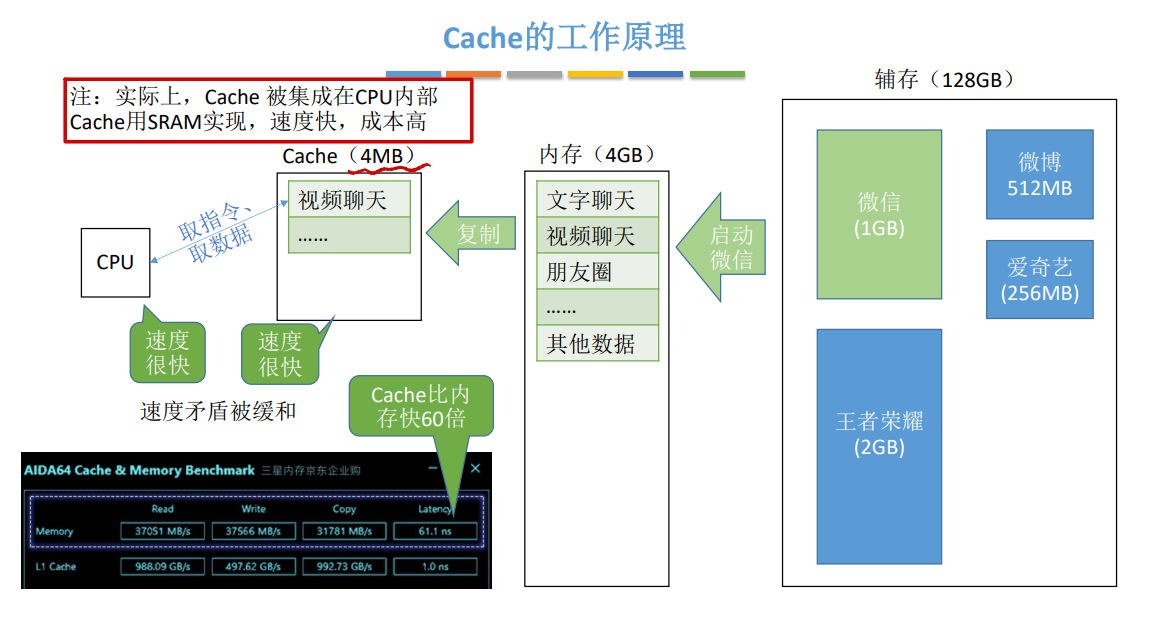 Cache的工作原理
注：实际上，Cache 被集成在CPU内部
Cache用SRAM实现，速度快，成本高
Cache（4MB）
视频聊天
……
取指令、
取数据
CPU
速度
很快
速度
很快
速度矛盾被缓和
复制
内存（4GB）
文字聊天
视频聊天
朋友圈
……
其他数据
启动
微信
辅存（128GB）
微信
(1GB)
微博
512MB
爱奇艺
(256MB)
王者荣耀
(2GB)
Cache比内
存快60倍
AIDA64 Cache & Memory Benchmark 三星内存京东企业购
Read Write Copy Latency
Memory 37051 MB/s 37566 MB/s 31781 MB/s 61.1 ns
L1 Cache 988.09 GB/s 497.62 GB/s 992.73 GB/s 1.0 ns